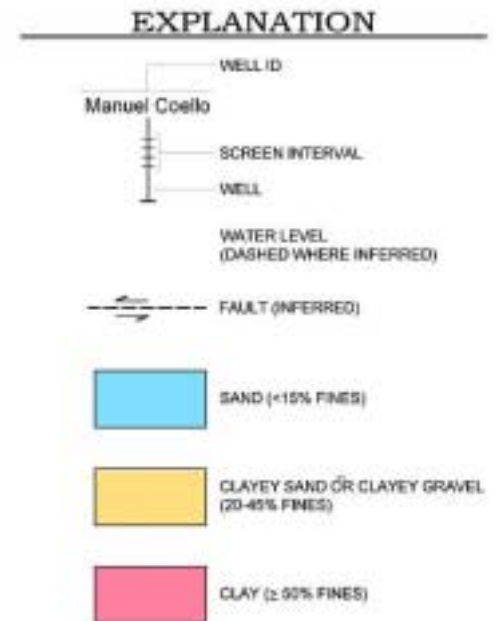 EXPLANATION
WELL ID
Manuel Coello
SCREEN INTERVAL
WELL
WATER LEVEL
(DASHED WHERE INFERRED)
FAULT (INFERRED)
SAND (<15% FINES)
CLAYEY SAND OR CLAYEY GRAVEL
(20-45% FINES)
CLAY (≥ 50% FINES)